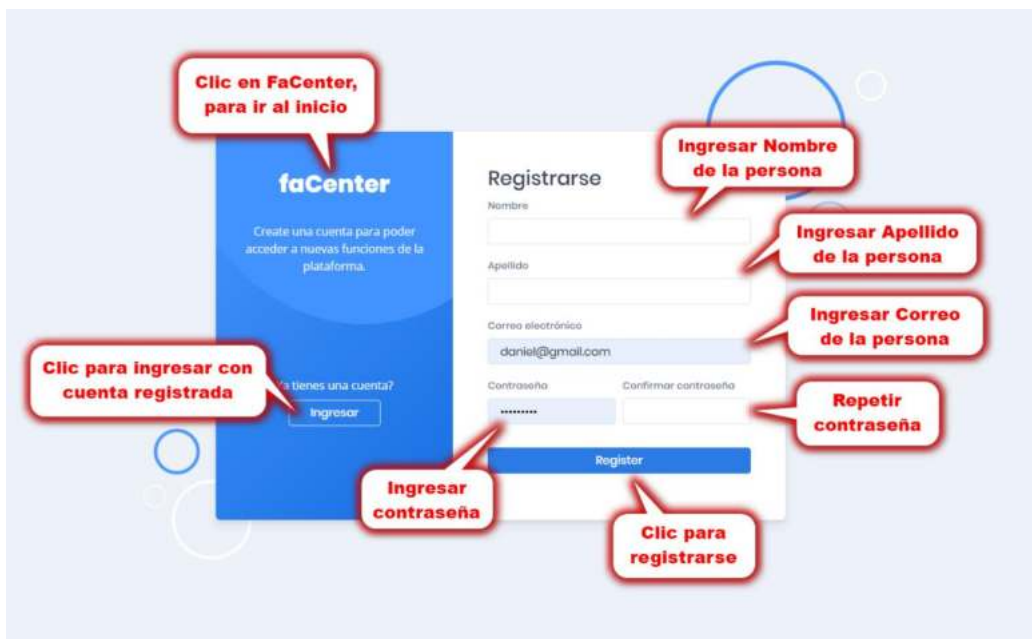 Clic en FaCenter,
para ir al inicio
Ingresar Nombre
de la persona
faCenter
Registrarse
Nombre
Create una cuenta para poder
acceder a nuevas funciones de la
plataforma.
Ingresar Apellido
de la persona
Apellido
Ingresar Correo
de la persona
Correo electrónico
daniel@gmail.com
Clic para ingresar con
cuenta registrada
a tienes una cuenta?
Ingresar
Contraseña
Confirmar contraseña
•••••••••
Repetir
contraseña
Register
Ingresar
contraseña
Clic para
registrarse